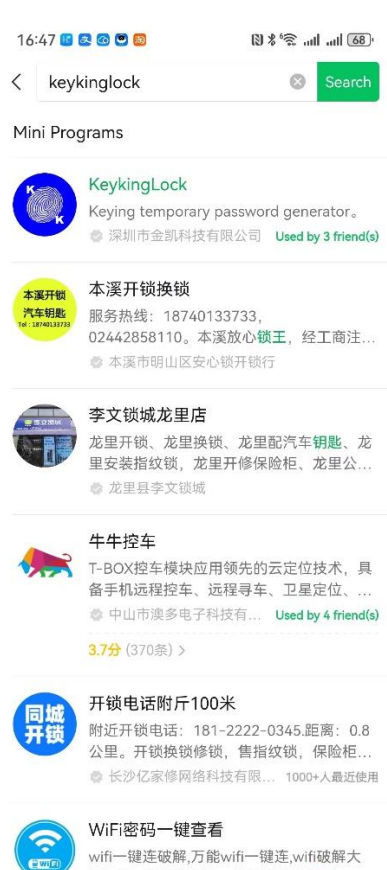 16:47
68
keykinglock
Search
Mini Programs
KeykingLock
Keying temporary password generator。
深圳市金凯科技有限公司 Used by 3 friend(s)
本溪开锁
汽车钥匙
Tel：18740133733
本溪开锁换锁
服务热线：18740133733，
02442858110。本溪放心锁王，经工商注...
本溪市明山区安心锁开锁行
李文锁城龙里店
龙里开锁、龙里换锁、龙里配汽车钥匙、龙
里安装指纹锁，龙里开修保险柜、龙里公...
龙里县李文锁城
牛牛控车
T-BOX控车模块应用领先的云定位技术，具
备手机远程控车、远程寻车、卫星定位、...
中山市澳多电子科技有... Used by 4 friend(s)
3.7分 (370条) >
同城
开锁
开锁电话附斤100米
附近开锁电话：181-2222-0345.距离：0.8
公里。开锁换锁修锁，售指纹锁，保险柜...
长沙亿家修网络科技有限... 1000+人最近使用
WiFi
WiFi密码一键查看
wifi一键连破解,万能wifi一键连,wifi破解大